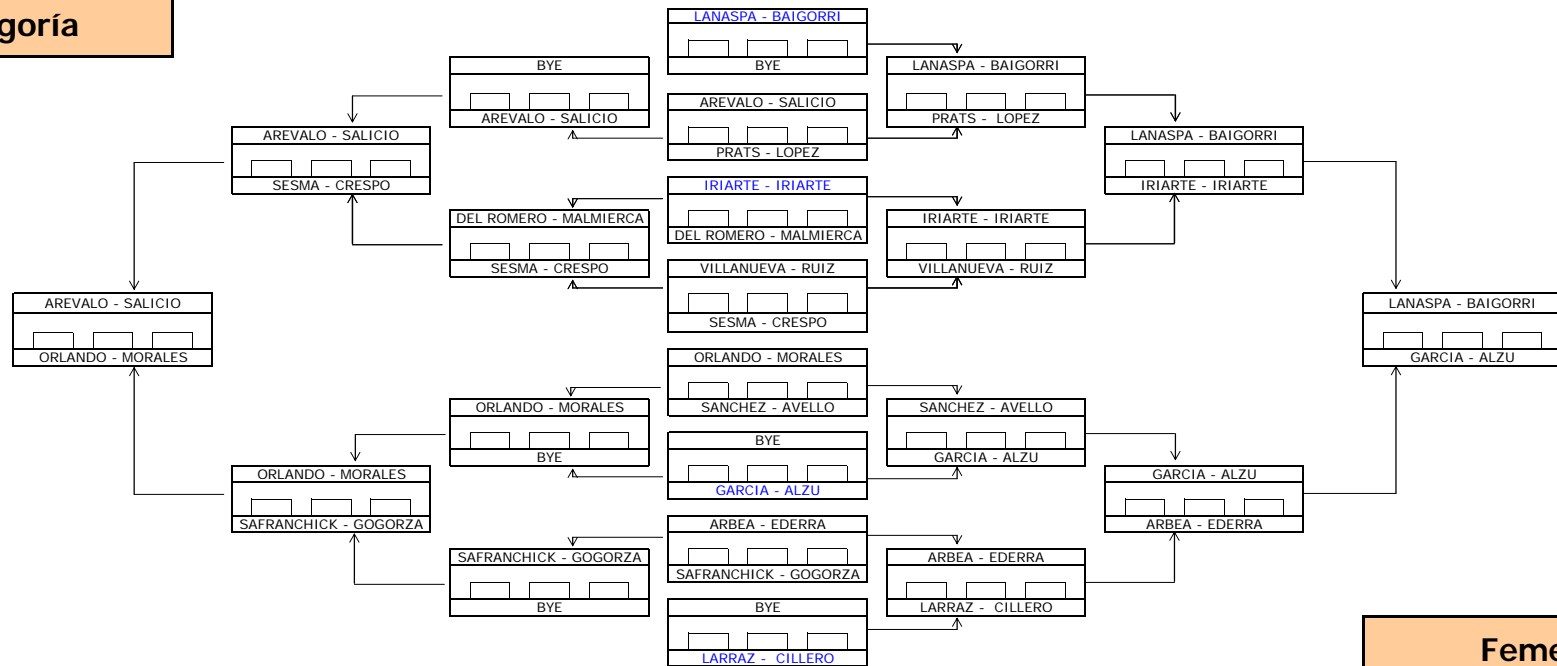 goría
LANASPA - BAIGORRI
BYE
BYE
AREVALO - SALICIO
LANASPA - BAIGORRI
PRATS - LOPEZ
AREVALO - SALICIO
PRATS - LOPEZ
AREVALO - SALICIO
SESMA - CRESPO
LANASPA - BAIGORRI
IRIARTE - IRIARTE
IRIARTE - IRIARTE
DEL ROMERO - MALMIERCA
DEL ROMERO - MALMIERCA
SESMA - CRESPO
IRIARTE - IRIARTE
VILLANUEVA - RUIZ
VILLANUEVA - RUIZ
SESMA - CRESPO
AREVALO - SALICIO
ORLANDO - MORALES
LANASPA - BAIGORRI
GARCIA - ALZU
ORLANDO - MORALES
SANCHEZ - AVELLO
ORLANDO - MORALES
BYE
SANCHEZ - AVELLO
GARCIA - ALZU
BYE
GARCIA - ALZU
ORLANDO - MORALES
SAFRANCHICK - GOGORZA
GARCIA - ALZU
ARBEA - EDERRA
ARBEA - EDERRA
SAFRANCHICK - GOGORZA
SAFRANCHICK - GOGORZA
BYE
ARBEA - EDERRA
LARRAZ - CILLERO
BYE
LARRAZ - CILLERO
Feme